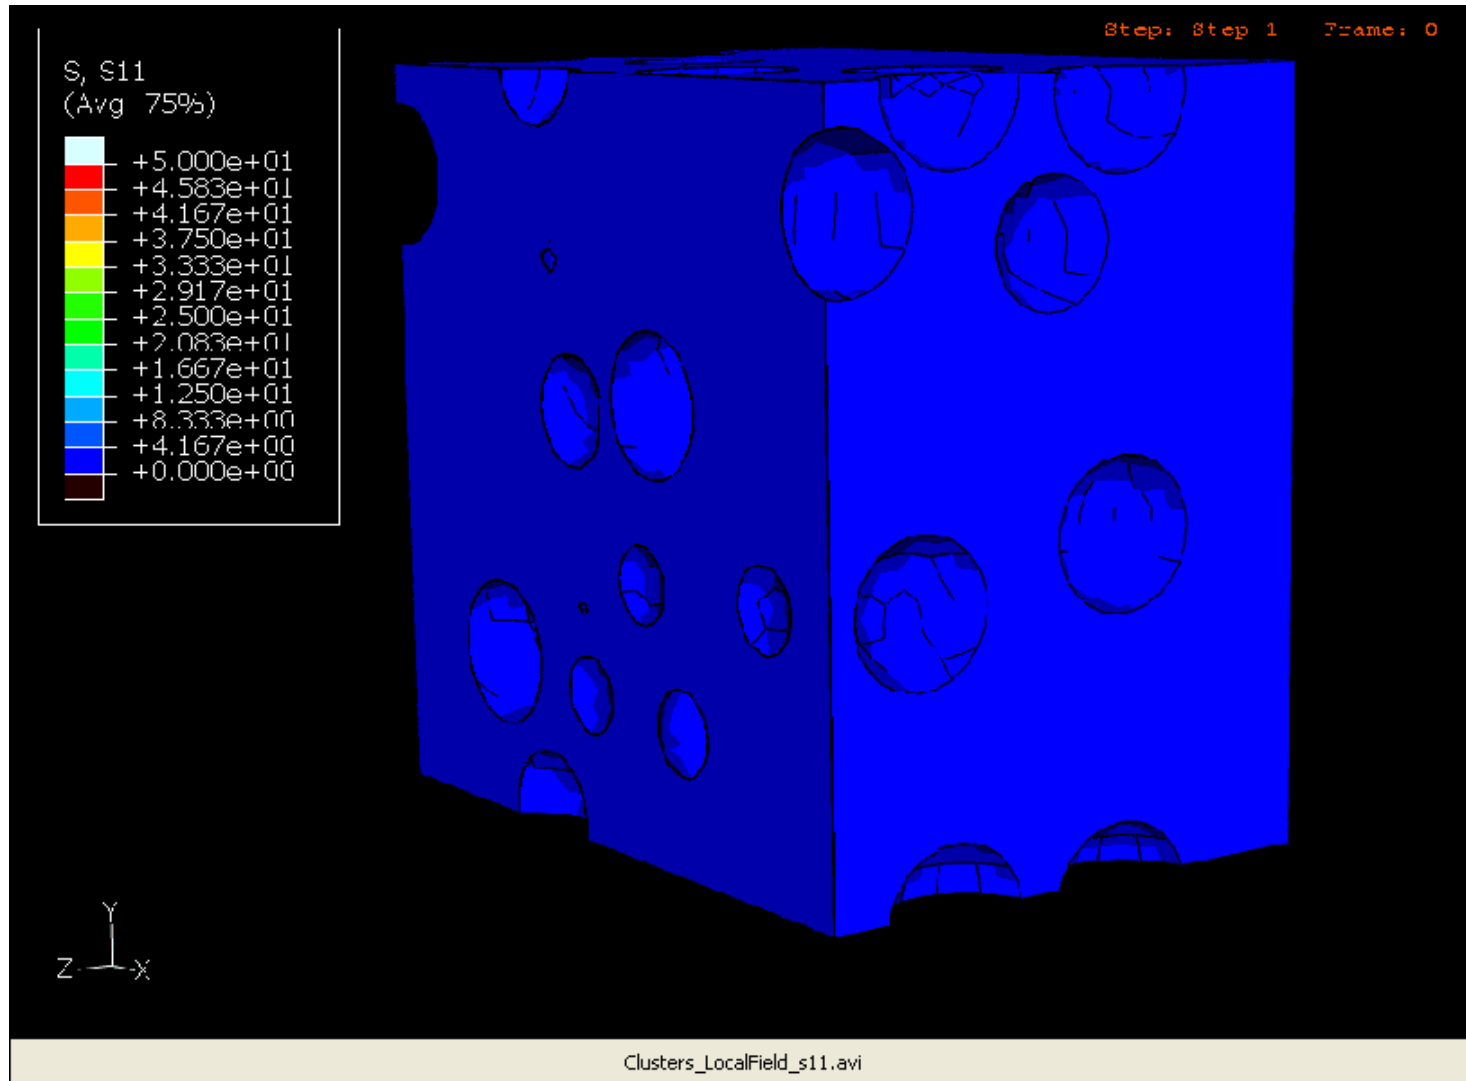 Step: Step 1 Frame: 0
S, S11
(Avg 75%)
+5.000e+01
+4.583e+01
+4.167e+01
+3.750e+01
+3.333e+01
+2.917e+01
+2.500e+01
+2.083e+01
+1.667e+01
+1.250e+01
+8.333e+00
+4.167e+00
+0.000e+00
Y
Z X
Clusters_LocalField_s11.avi